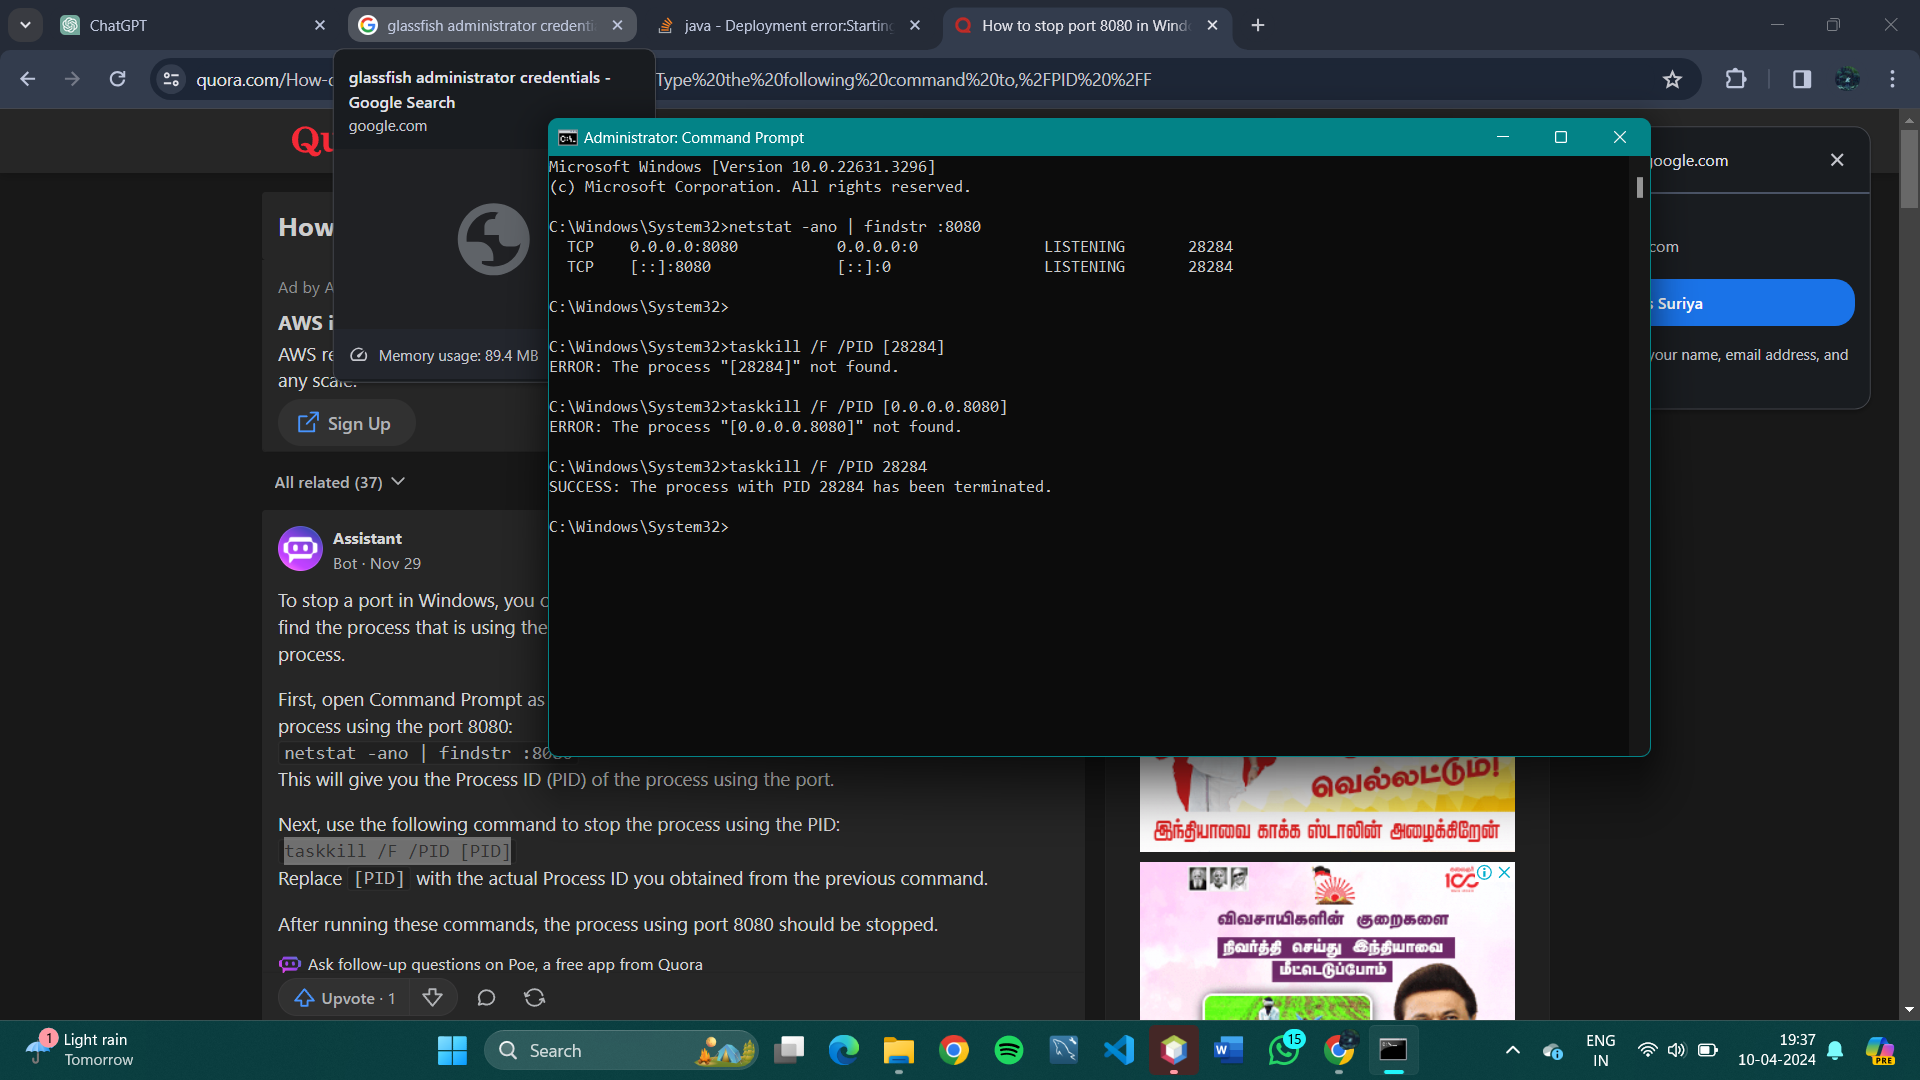 ChatGPT
glassfish administrator credenti
java - Deployment error:Starting
How to stop port 8080 in Windo
quora.com/How-
Type%20the%20following%20command%20to,%2FPID%20%2FF
glassfish administrator credentials -
Google Search
google.com
Memory usage: 89.4 MB
Qu
How
Ad by A
AWS i
AWS re
any scale.
Sign Up
All related (37)
Assistant
Bot · Nov 29
To stop a port in Windows, you c
find the process that is using the
process.
First, open Command Prompt as
process using the port 8080:
netstat -ano | findstr :8080
This will give you the Process ID (PID) of the process using the port.
Next, use the following command to stop the process using the PID:
taskkill /F /PID [PID]
Replace [PID] with the actual Process ID you obtained from the previous command.
After running these commands, the process using port 8080 should be stopped.
Ask follow-up questions on Poe, a free app from Quora
Upvote · 1
Administrator: Command Prompt
Microsoft Windows [Version 10.0.22631.3296]
(c) Microsoft Corporation. All rights reserved.
C:\Windows\System32>netstat -ano | findstr :8080
TCP 0.0.0.0:8080 0.0.0.0:0 LISTENING 28284
TCP [::]:8080 [::]:0 LISTENING 28284
C:\Windows\System32>
C:\Windows\System32>taskkill /F /PID [28284]
ERROR: The process "[28284]" not found.
C:\Windows\System32>taskkill /F /PID [0.0.0.0.8080]
ERROR: The process "[0.0.0.0.8080]" not found.
C:\Windows\System32>taskkill /F /PID 28284
SUCCESS: The process with PID 28284 has been terminated.
C:\Windows\System32>
google.com
com
s Suriya
your name, email address, and
வெல்லட்டும்!
இந்தியாவை காக்க ஸ்டாலின் அழைக்கிறேன்
100
விவசாயிகளின் குறைகளை
நிவர்த்தி செய்து இந்தியாவை
மீட்டெடுப்போம்
1
Light rain
Tomorrow
Search
15
ENG
IN
19:37
10-04-2024
PRE